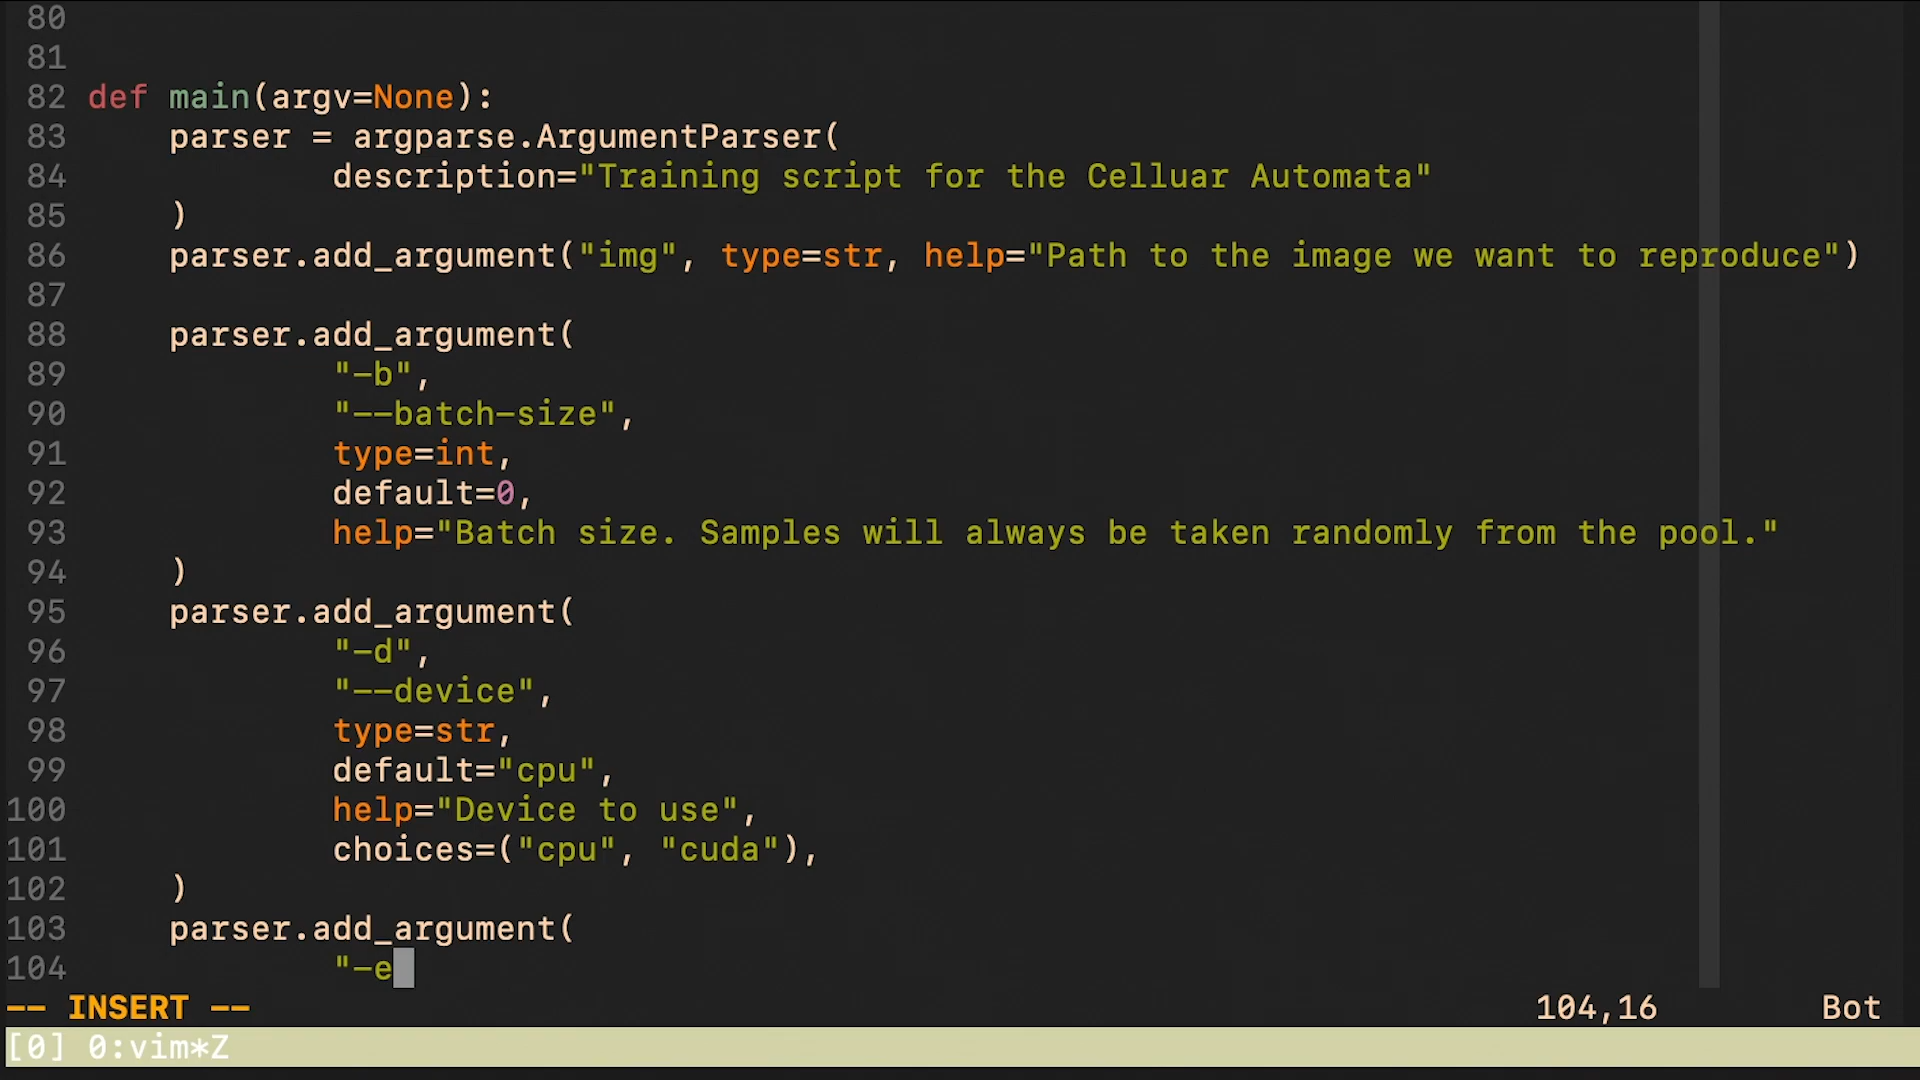 80
81
82 def main(argv=None):
83     parser = argparse.ArgumentParser(
84             description="Training script for the Celluar Automata"
85     )
86     parser.add_argument("img", type=str, help="Path to the image we want to reproduce")
87
88     parser.add_argument(
89             "-b",
90             "--batch-size",
91             type=int,
92             default=0,
93             help="Batch size. Samples will always be taken randomly from the pool."
94     )
95     parser.add_argument(
96             "-d",
97             "--device",
98             type=str,
99             default="cpu",
100             help="Device to use",
101             choices=("cpu", "cuda"),
102     )
103     parser.add_argument(
104             "-e
-- INSERT -- 104,16 Bot
[0] 0:vim*Z